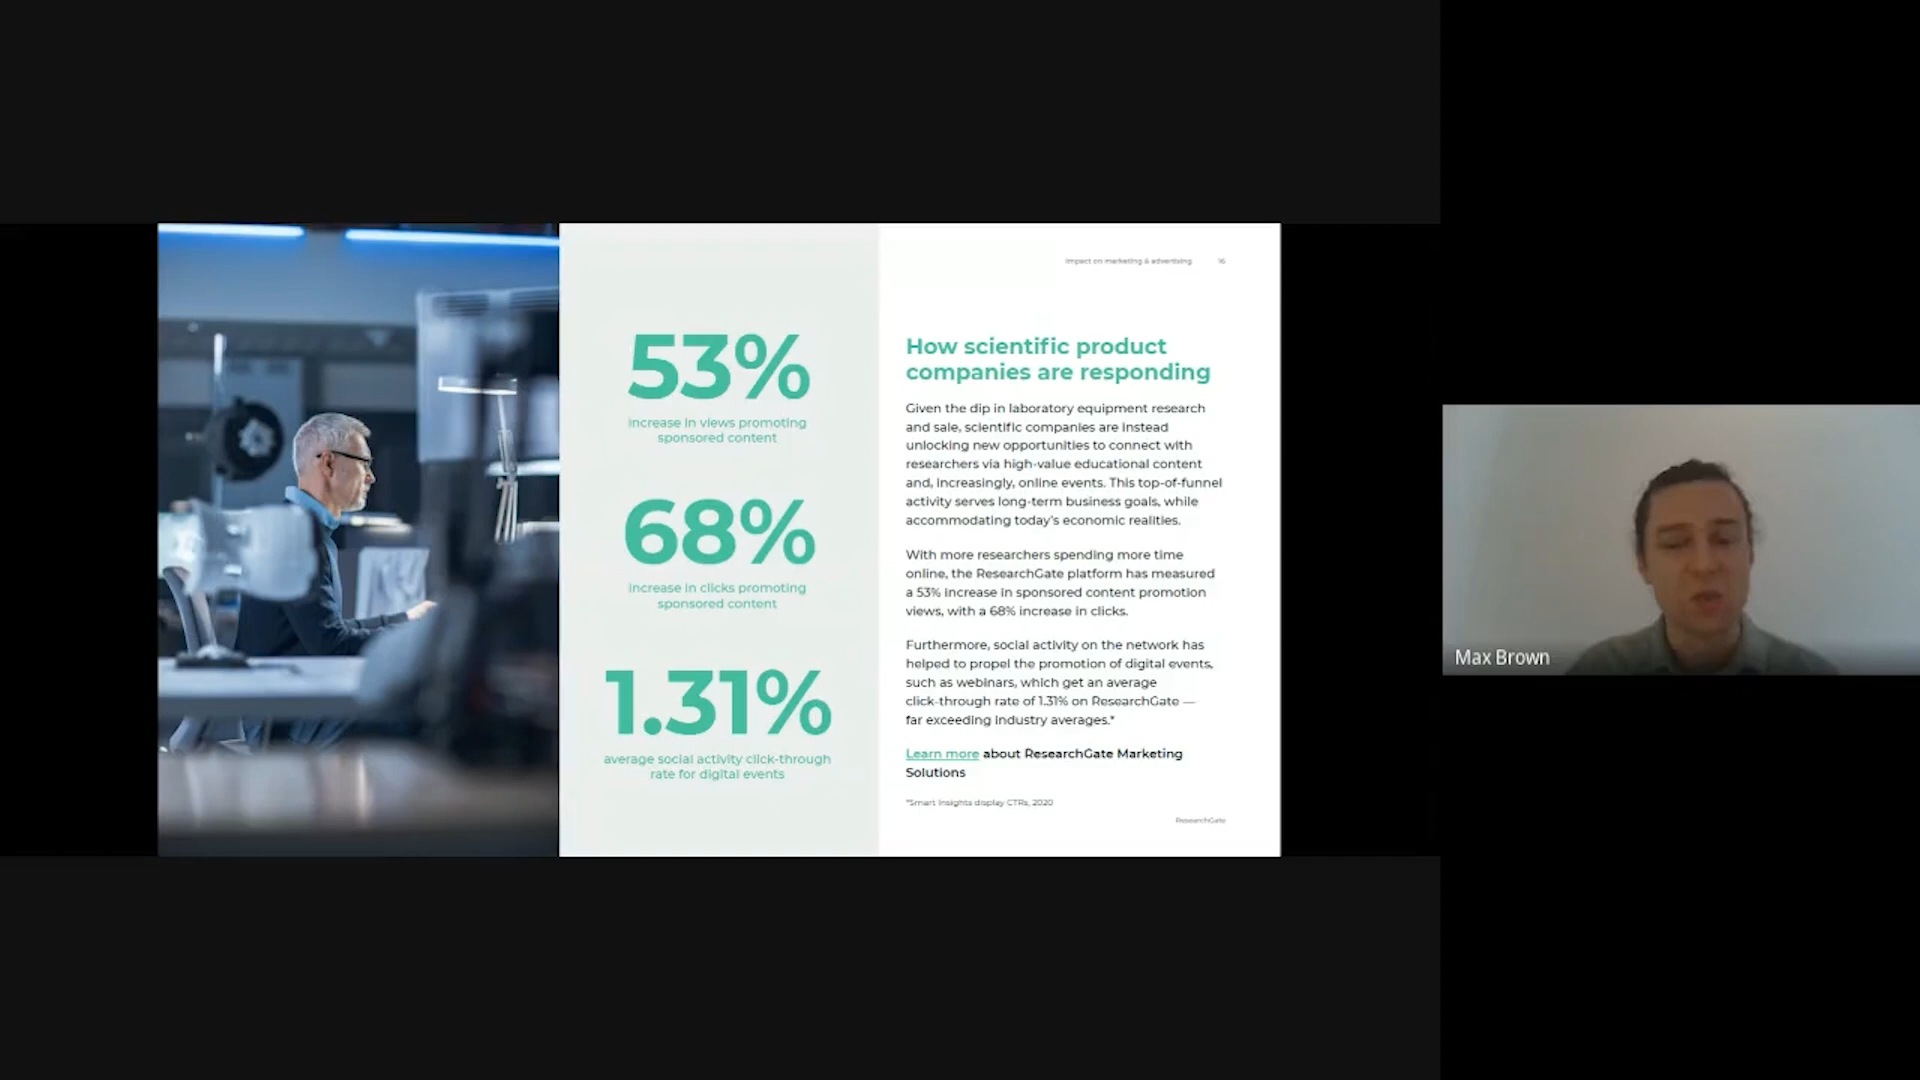 53%
increase in views promoting
sponsored content
68%
increase in clicks promoting
sponsored content
1.31%
average social activity click-through
rate for digital events
Impact on marketing & advertising 16
How scientific product
companies are responding
Given the dip in laboratory equipment research
and sale, scientific companies are instead
unlocking new opportunities to connect with
researchers via high-value educational content
and, increasingly, online events. This top-of-funnel
activity serves long-term business goals, while
accommodating today's economic realities.
With more researchers spending more time
online, the ResearchGate platform has measured
a 53% increase in sponsored content promotion
views, with a 68% increase in clicks.
Furthermore, social activity on the network has
helped to propel the promotion of digital events,
such as webinars, which get an average
click-through rate of 1.31% on ResearchGate —
far exceeding industry averages.*
Learn more about ResearchGate Marketing
Solutions
*Smart Insights display CTRs, 2020
ResearchGate
Max Brown